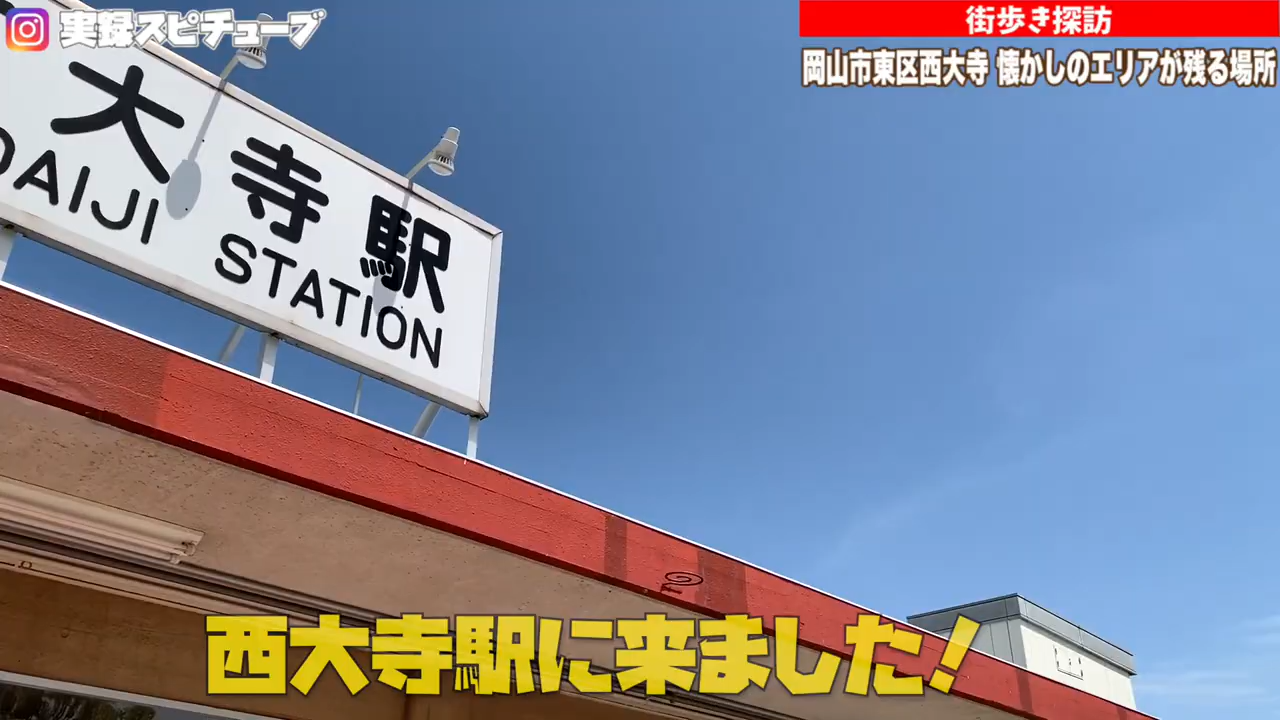 実録スピチューブ
街歩き探訪
岡山市東区西大寺 懐かしのエリアが残る場所
大寺駅
DAIJI STATION
西大寺駅に来ました!